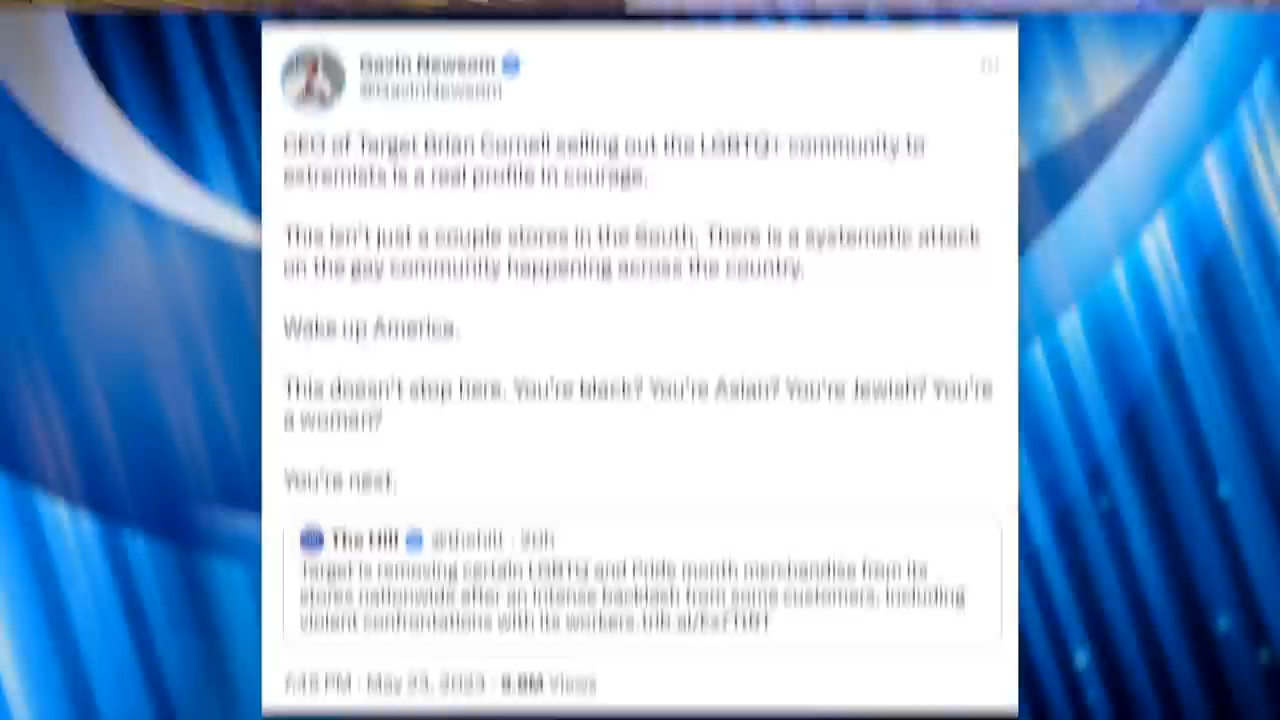 Gavin Newsom
@GavinNewsom
CEO of Target Brian Cornell selling out the LGBTQ+ community to
extremists is a real profile in courage.
This isn't just a couple stores in the South. There is a systematic attack
on the gay community happening across the country.
Wake up America.
This doesn't stop here. You're black? You're Asian? You're Jewish? You're
a woman?
You're next.
The Hill @thehill · 20h
Target is removing certain LGBTQ and Pride month merchandise from its
stores nationwide after an intense backlash from some customers, including
violent confrontations with its workers.
PM · May 23, 2023 · Views